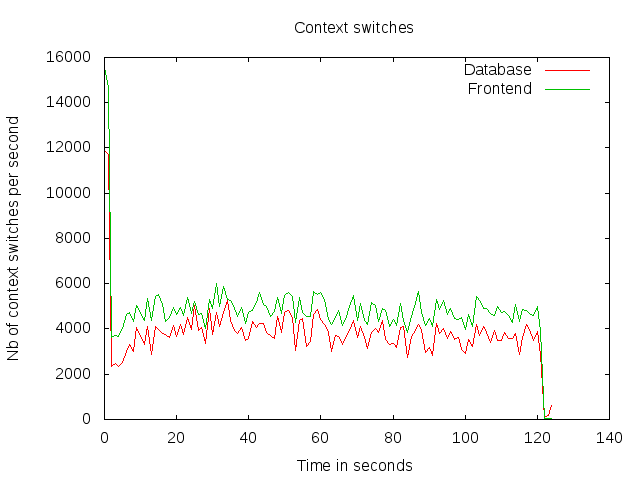 Context switches
Nb of context switches per second
16000
14000
12000
10000
8000
6000
4000
2000
0
Database
Frontend
0 20 40 60 80 100 120 140
Time in seconds